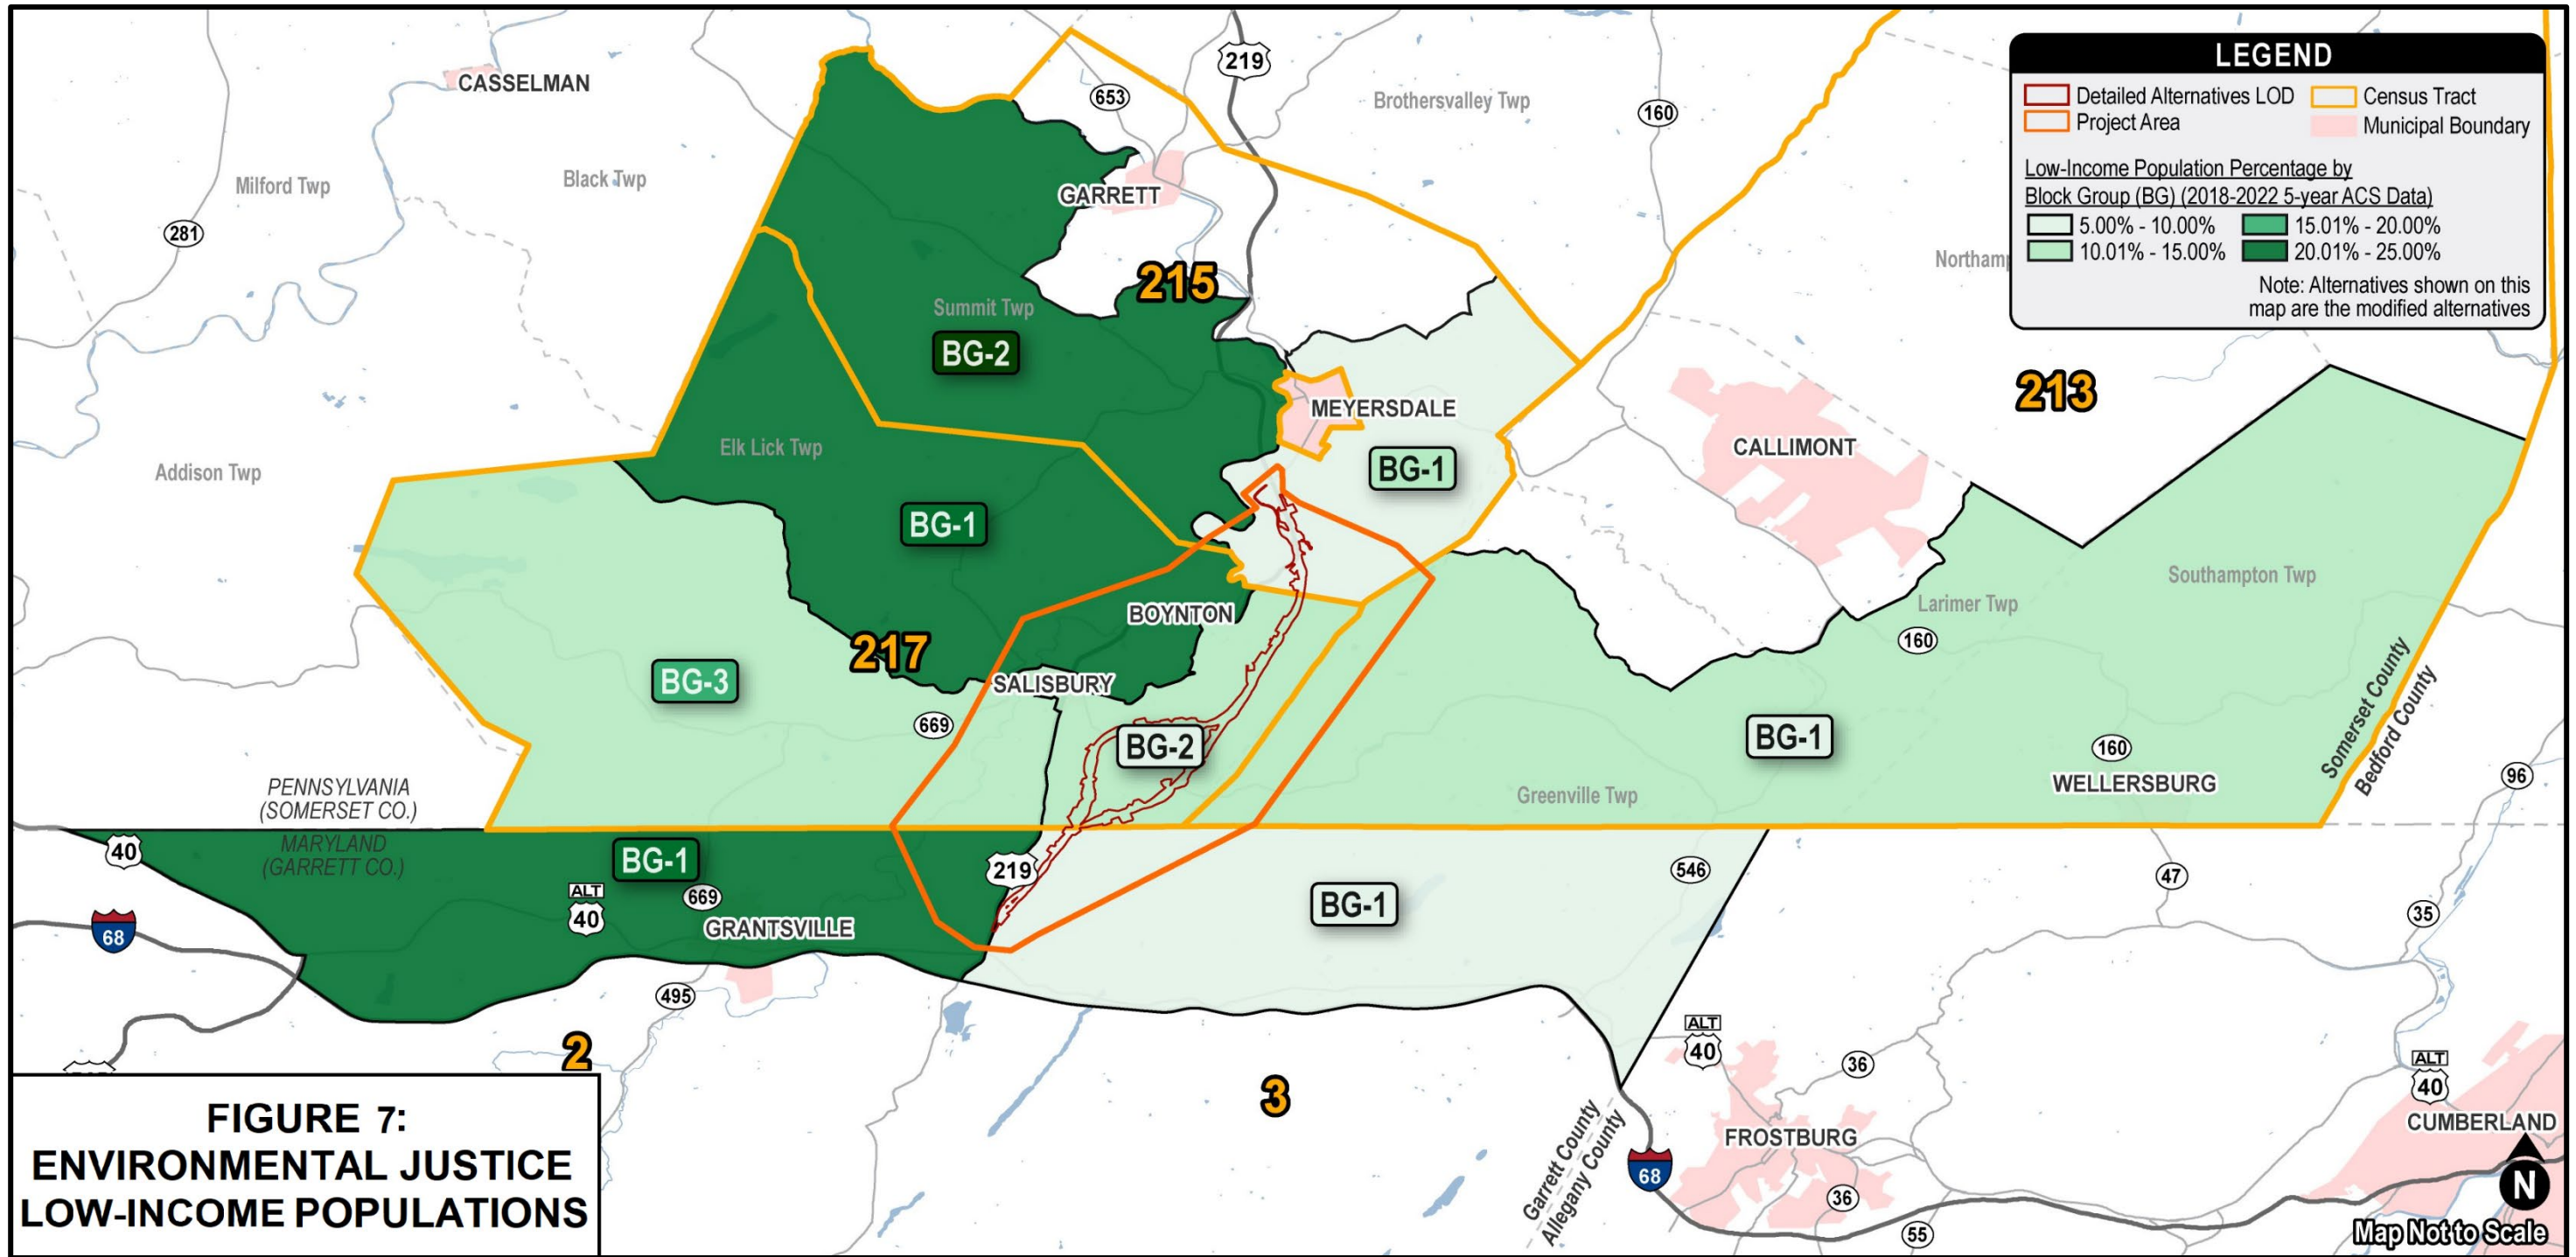 LEGEND
Detailed Alternatives LOD
Project Area
Census Tract
Municipal Boundary
Low-Income Population Percentage by
Block Group (BG) (2018-2022 5-year ACS Data)
5.00% - 10.00%
10.01% - 15.00%
15.01% - 20.00%
20.01% - 25.00%
Note: Alternatives shown on this
map are the modified alternatives
219
CASSELMAN
653
Brothersvalley Twp
160
Milford Twp
Black Twp
GARRETT
281
215
Northamp
Summit Twp
BG-2
213
MEYERSDALE
Elk Lick Twp
CALLIMONT
Addison Twp
BG-1
BG-1
Southampton Twp
BOYNTON
Larimer Twp
160
217
BG-3
SALISBURY
669
BG-2
BG-1
160
Somerset County
Bedford County
WELLERSBURG
96
PENNSYLVANIA
(SOMERSET CO.)
Greenville Twp
MARYLAND
(GARRETT CO.)
40
BG-1
219
546
47
ALT
40
669
BG-1
35
68
GRANTSVILLE
495
2
3
ALT
40
36
ALT
40
Garrett County
Allegany County
FROSTBURG
CUMBERLAND
68
36
55
N
Map Not to Scale
FIGURE 7:
ENVIRONMENTAL JUSTICE
LOW-INCOME POPULATIONS